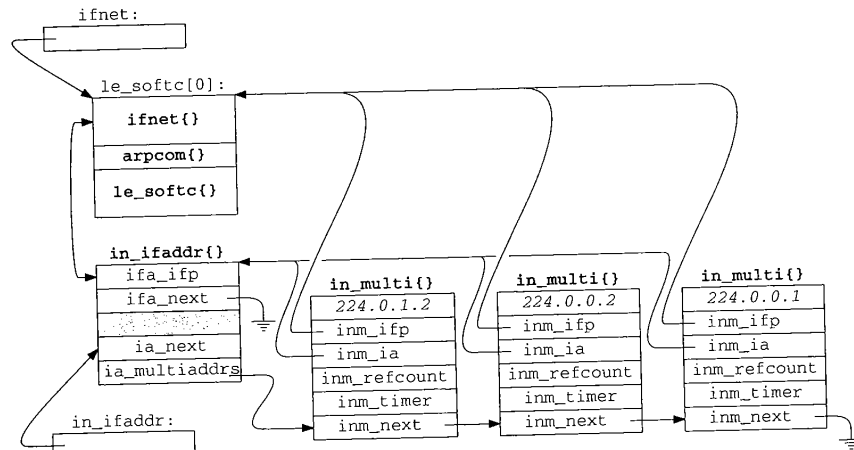 ifnet:
le_softc[0]:
ifnet{}
arpcom{}
le_softc{}
in_ifaddr{}
ifa_ifp
ifa_next
ia_next
ia_multiaddrs
in_ifaddr:
in_multi{}
224.0.1.2
inm_ifp
inm_ia
inm_refcount
inm_timer
inm_next
in_multi{}
224.0.0.2
inm_ifp
inm_ia
inm_refcount
inm_timer
inm_next
in_multi{}
224.0.0.1
inm_ifp
inm_ia
inm_refcount
inm_timer
inm_next